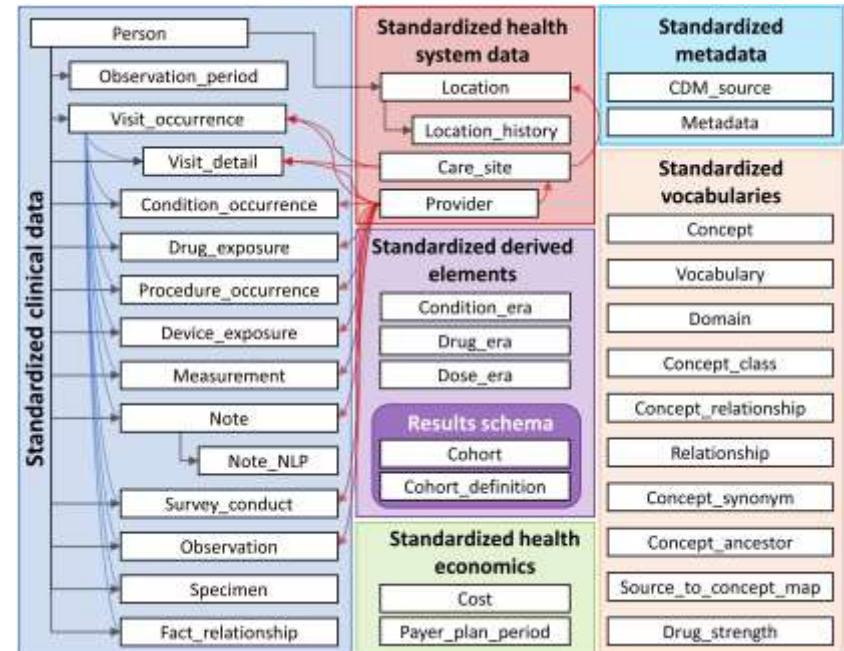 Standardized clinical data
Person
Observation_period
Visit_occurrence
Visit_detail
Condition_occurrence
Drug_exposure
Procedure_occurrence
Device_exposure
Measurement
Note
Note_NLP
Survey_conduct
Observation
Specimen
Fact_relationship
Standardized health
system data
Location
Location_history
Care_site
Provider
Standardized derived
elements
Condition_era
Drug_era
Dose_era
Results schema
Cohort
Cohort_definition
Standardized health
economics
Cost
Payer_plan_period
Standardized
metadata
CDM_source
Metadata
Standardized
vocabularies
Concept
Vocabulary
Domain
Concept_class
Concept_relationship
Relationship
Concept_synonym
Concept_ancestor
Source_to_concept_map
Drug_strength